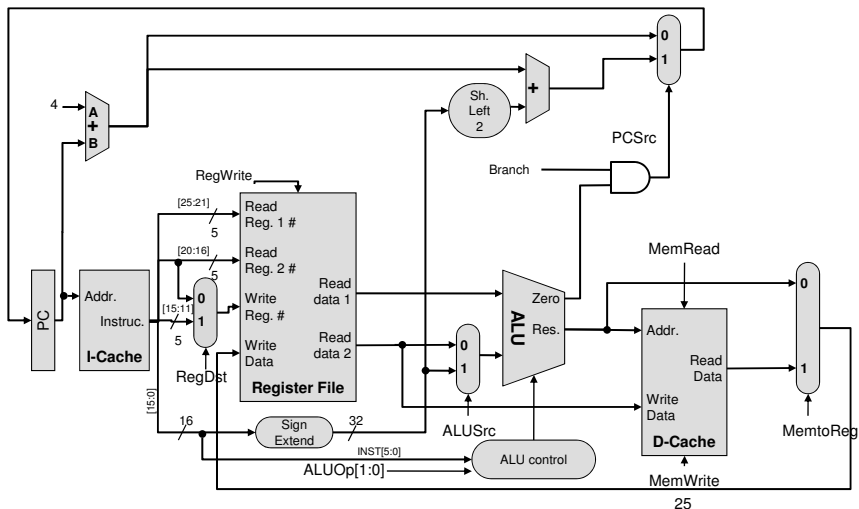 0
1
4
A
+
B
+
Sh.
Left
2
PCSrc
Branch
RegWrite
[25:21]
5
Read
Reg. 1 #
[20:16]
5
Read
Reg. 2 #
MemRead
PC
Addr.
Instruc.
I-Cache
0
1
[15:11]
5
RegDst
Write
Reg. #
Write
Data
Read
data 1
Read
data 2
Register File
0
1
ALUSrc
ALU
Zero
Res.
Addr.
Read
Data
Write
Data
D-Cache
0
1
MemtoReg
[15:0]
16
Sign
Extend
32
INST[5:0]
ALUOp[1:0]
ALU control
MemWrite
25